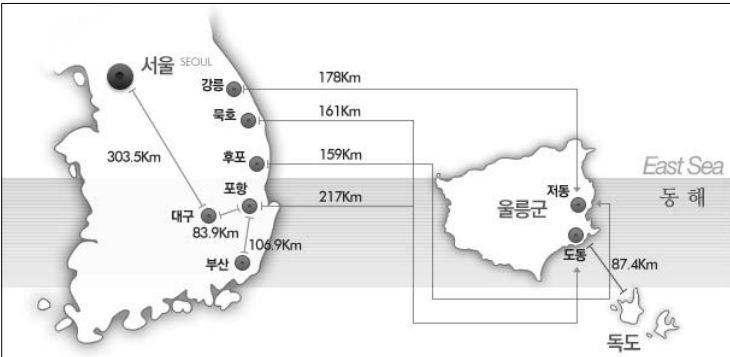 서울 SEOUL
강릉
178Km
묵호
161Km
303.5Km
후포
159Km
East Sea
포항
217Km
저동
동해
대구
울릉군
83.9Km
106.9Km
부산
도동
87.4Km
독도